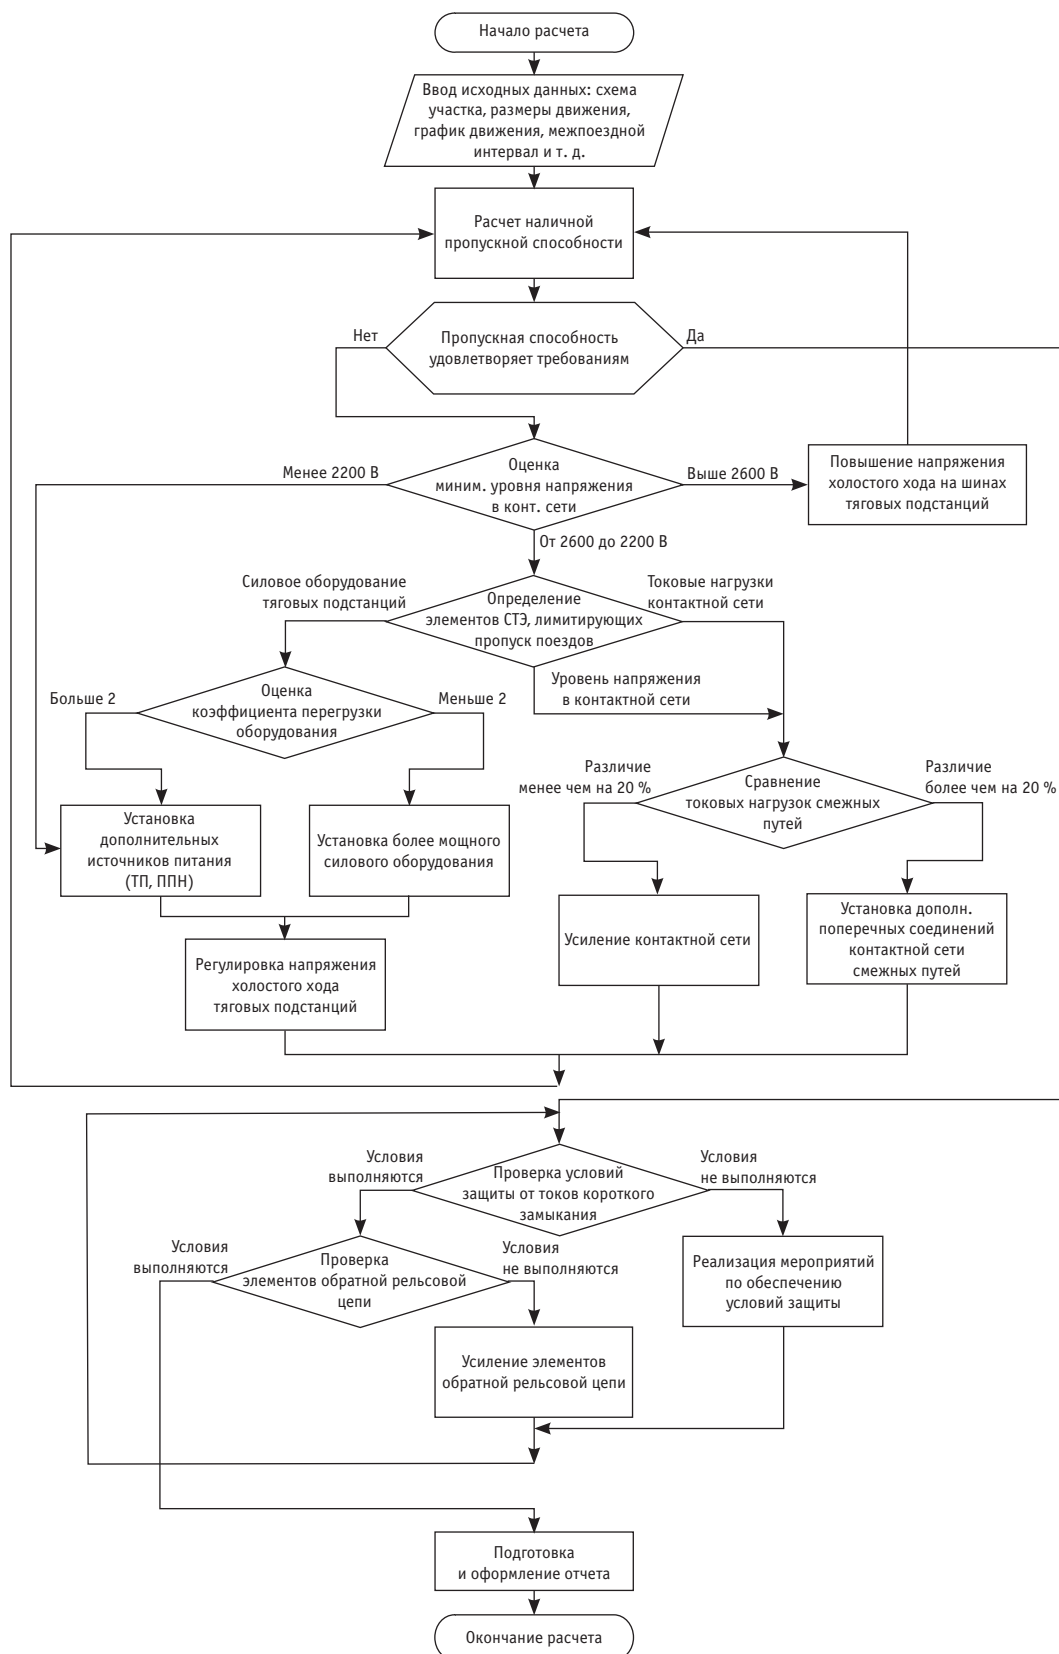 Начало расчета
Ввод исходных данных: схема
участка, размеры движения,
график движения, межпоездной
интервал и т. д.
Расчет наличной
пропускной способности
Нет
Пропускная способность
удовлетворяет требованиям
Да
Менее 2200 В
Оценка
миним. уровня напряжения
в конт. сети
Выше 2600 В
Повышение напряжения
холостого хода на шинах
тяговых подстанций
От 2600 до 2200 В
Силовое оборудование
тяговых подстанций
Определение
элементов СТЭ, лимитирующих
пропуск поездов
Токовые нагрузки
контактной сети
Уровень напряжения
в контактной сети
Больше 2
Оценка
коэффициента перегрузки
оборудования
Меньше 2
Различие
менее чем на 20 %
Сравнение
токовых нагрузок смежных
путей
Различие
более чем на 20 %
Установка
дополнительных
источников питания
(ТП, ППН)
Установка более мощного
силового оборудования
Усиление контактной сети
Установка дополн.
поперечных соединений
контактной сети
смежных путей
Регулировка напряжения
холостого хода
тяговых подстанций
Условия
выполняются
Проверка условий
защиты от токов короткого
замыкания
Условия
не выполняются
Условия
выполняются
Проверка
элементов обратной рельсовой
цепи
Условия
не выполняются
Реализация мероприятий
по обеспечению
условий защиты
Усиление элементов
обратной рельсовой цепи
Подготовка
и оформление отчета
Окончание расчета